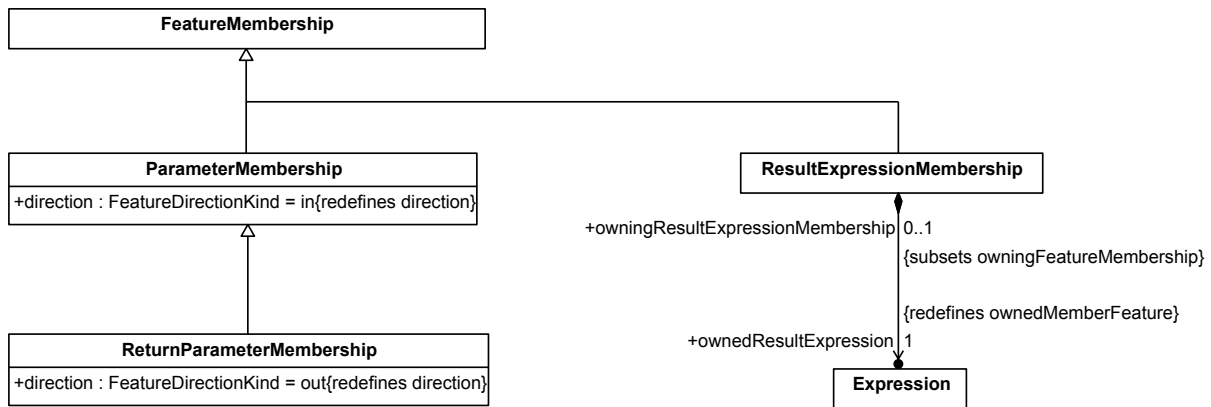 FeatureMembership
ParameterMembership
+direction : FeatureDirectionKind = in{redefines direction}
ResultExpressionMembership
+owningResultExpressionMembership 0..1
{subsets owningFeatureMembership}
{redefines ownedMemberFeature}
+ownedResultExpression 1
ReturnParameterMembership
+direction : FeatureDirectionKind = out{redefines direction}
Expression